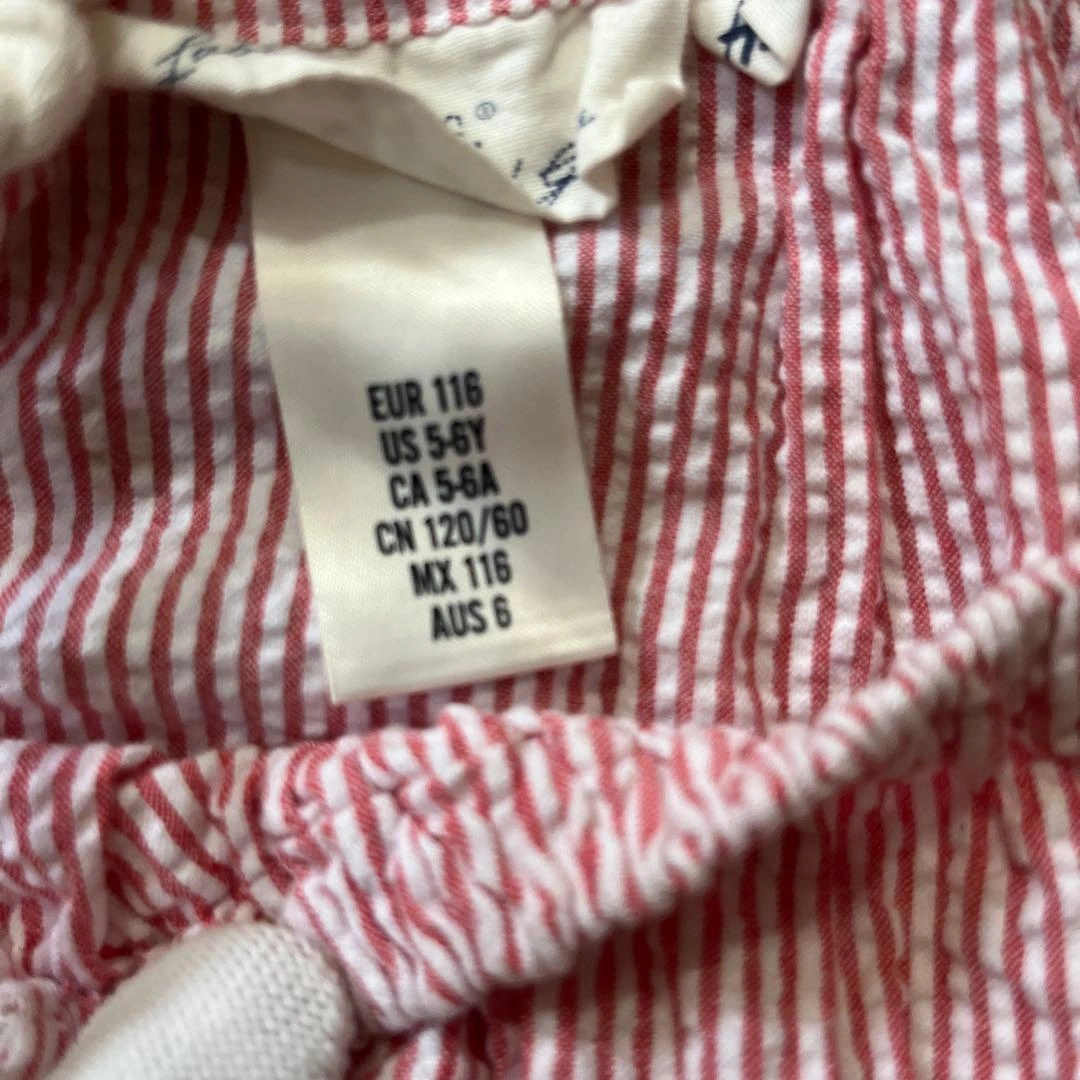 EUR 116
US 5-6Y
CA 5-6A
CN 120/60
MX 116
AUS 6